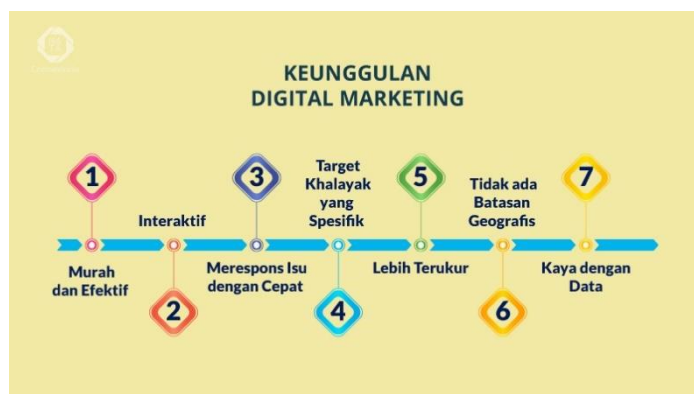 KEUNGGULAN
DIGITAL MARKETING
1
Murah
dan Efektif
Interaktif
2
3
Merespons Isu
dengan Cepat
Target
Khalayak
yang
Spesifik
4
5
Lebih Terukur
Tidak ada
Batasan
Geografis
6
7
Kaya dengan
Data